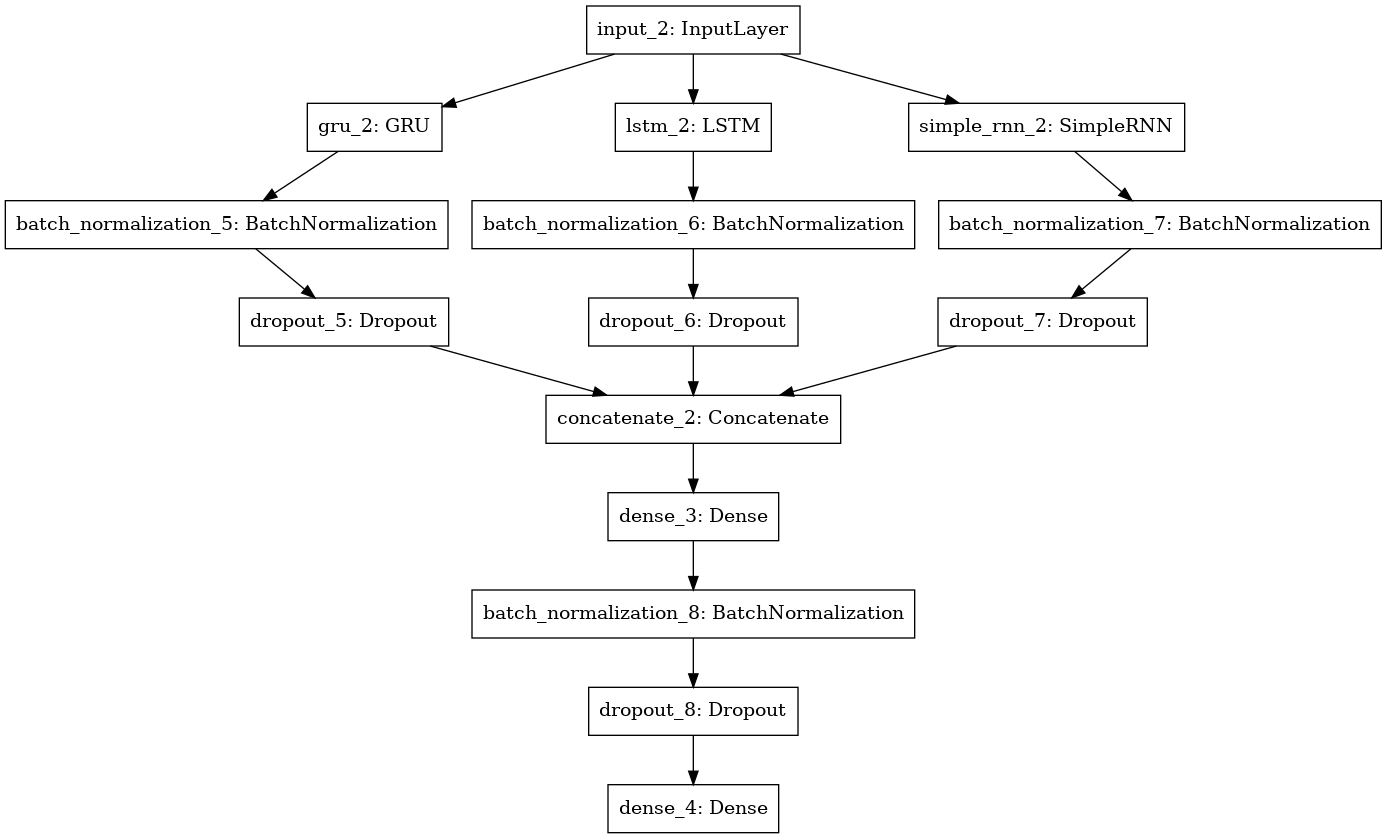 input_2: InputLayer
gru_2: GRU
lstm_2: LSTM
simple_rnn_2: SimpleRNN
batch_normalization_5: BatchNormalization
batch_normalization_6: BatchNormalization
batch_normalization_7: BatchNormalization
dropout_5: Dropout
dropout_6: Dropout
dropout_7: Dropout
concatenate_2: Concatenate
dense_3: Dense
batch_normalization_8: BatchNormalization
dropout_8: Dropout
dense_4: Dense